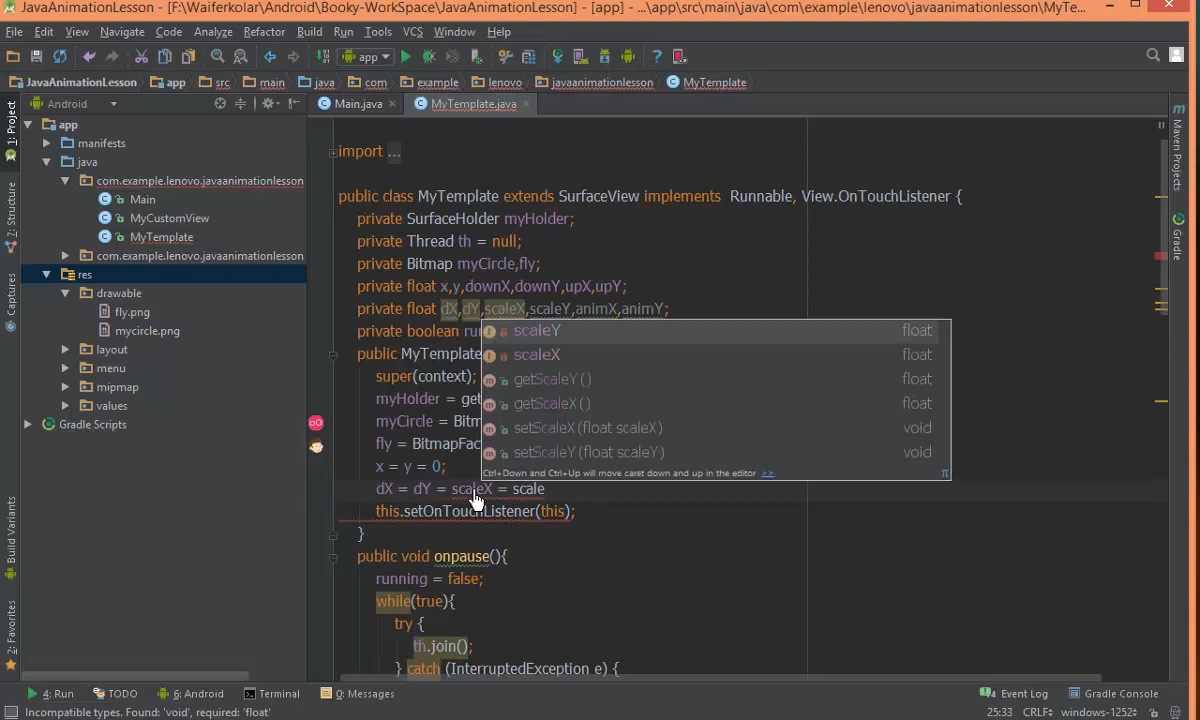 JavaAnimationLesson - [F:\Waiferkolar\Android\Booky-WorkSpace\JavaAnimationLesson] - [app] - ...\app\src\main\java\com\example\lenovo\javaanimationlesson\MyTe...
File Edit View Navigate Code Analyze Refactor Build Run Tools VCS Window Help
app
JavaAnimationLesson app src main java com example lenovo javaanimationlesson MyTemplate
Android
Main.java MyTemplate.java
1: Project
7: Structure
Captures
Build Variants
2: Favorites
app
manifests
java
com.example.lenovo.javaanimationlesson
Main
MyCustomView
MyTemplate
com.example.lenovo.javaanimationlesson
res
drawable
fly.png
mycircle.png
layout
menu
mipmap
values
Gradle Scripts
import ...
public class MyTemplate extends SurfaceView implements Runnable, View.OnTouchListener {
private SurfaceHolder myHolder;
private Thread th = null;
private Bitmap myCircle,fly;
private float x,y,downX,downY,upX,upY;
private float dX,dY,scaleX,scaleY,animX,animY;
private boolean ru
public MyTemplate
super(context);
myHolder = get
myCircle = Bitm
fly = BitmapFac
x = y = 0;
dX = dY = scaleX = scale
this.setOnTouchListener(this);
}
public void onpause(){
running = false;
while(true){
try {
th.join();
} catch (InterruptedException e) {
scaleY float
scaleX float
getScaleY() float
getScaleX() float
setScaleX(float scaleX) void
setScaleY(float scaleY) void
Ctrl+Down and Ctrl+Up will move caret down and up in the editor >> π
m Maven Projects
Gradle
4: Run TODO 6: Android Terminal 0: Messages Event Log Gradle Console
Incompatible types. Found: 'void', required: 'float' 25:33 CRLF windows-1252